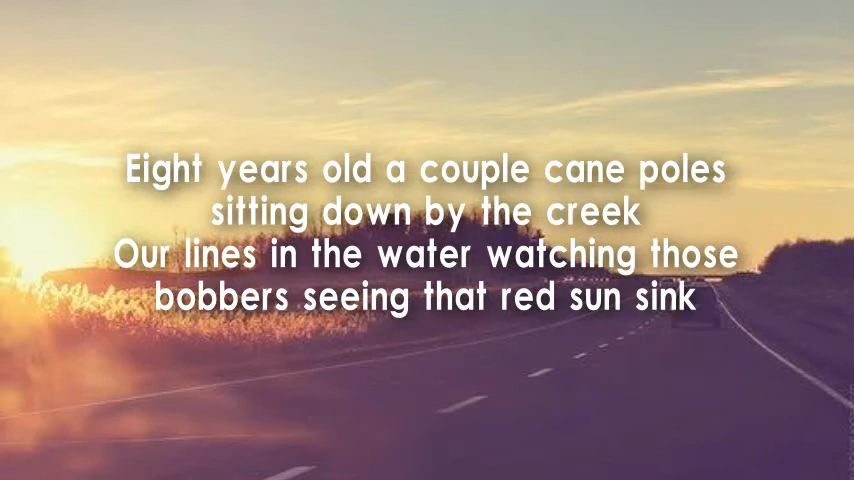 Eight years old a couple cane poles
sitting down by the creek
Our lines in the water watching those
bobbers seeing that red sun sink